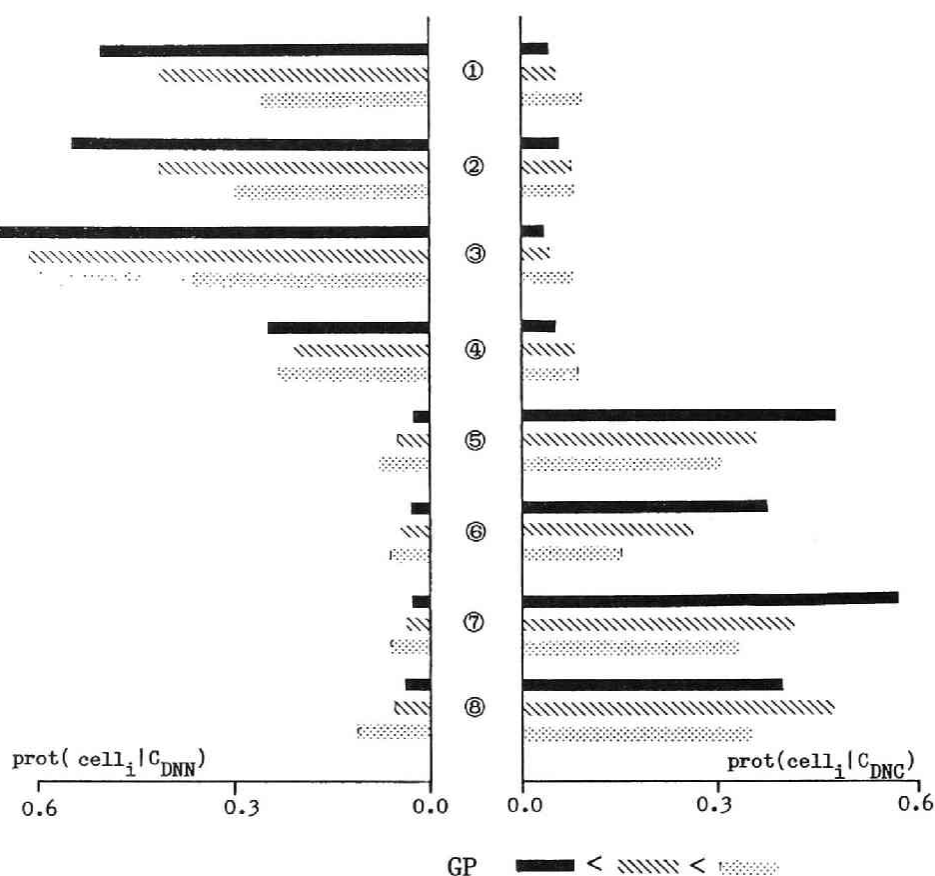 ①
②
③
④
⑤
⑥
⑦
⑧
prot( cell_i | C_DNN) prot(cell_i | C_DNC)
0.6 0.3 0.0 0.0 0.3 0.6
GP < <